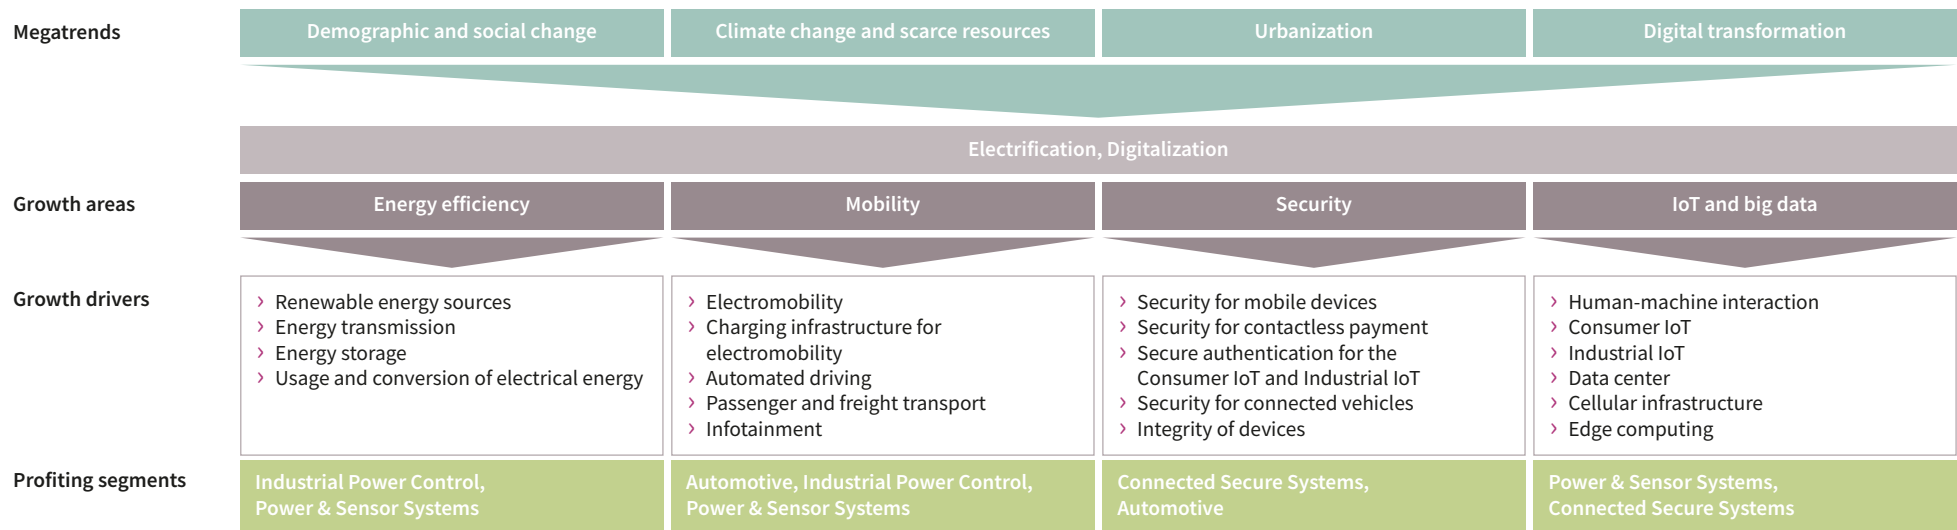 Megatrends
Demographic and social change
Climate change and scarce resources
Urbanization
Digital transformation
Electrification, Digitalization
Growth areas
Energy efficiency
Mobility
Security
IoT and big data
Growth drivers
› Renewable energy sources
› Energy transmission
› Energy storage
› Usage and conversion of electrical energy
› Electromobility
› Charging infrastructure for
electromobility
› Automated driving
› Passenger and freight transport
› Infotainment
› Security for mobile devices
› Security for contactless payment
› Secure authentication for the
Consumer IoT and Industrial IoT
› Security for connected vehicles
› Integrity of devices
› Human-machine interaction
› Consumer IoT
› Industrial IoT
› Data center
› Cellular infrastructure
› Edge computing
Profiting segments
Industrial Power Control,
Power & Sensor Systems
Automotive, Industrial Power Control,
Power & Sensor Systems
Connected Secure Systems,
Automotive
Power & Sensor Systems,
Connected Secure Systems